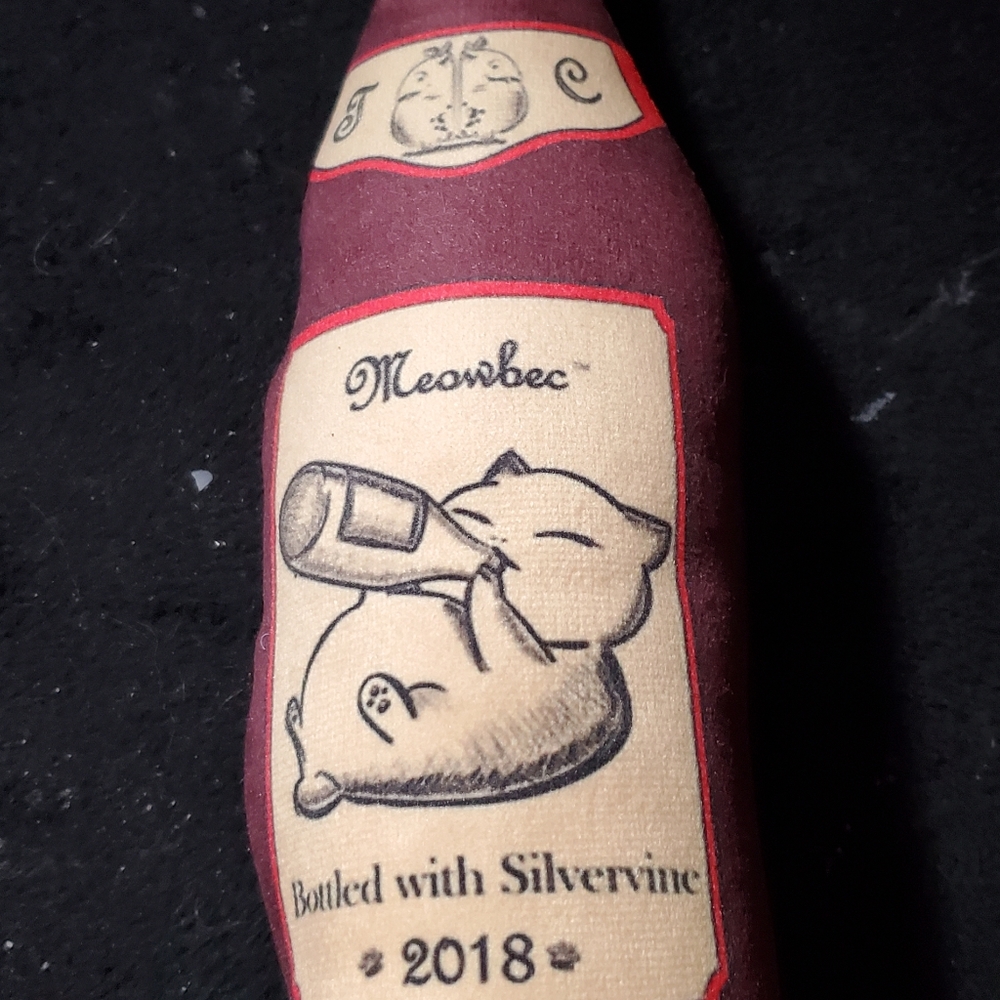 T C
Meowbec™
Bottled with Silvervine
2018